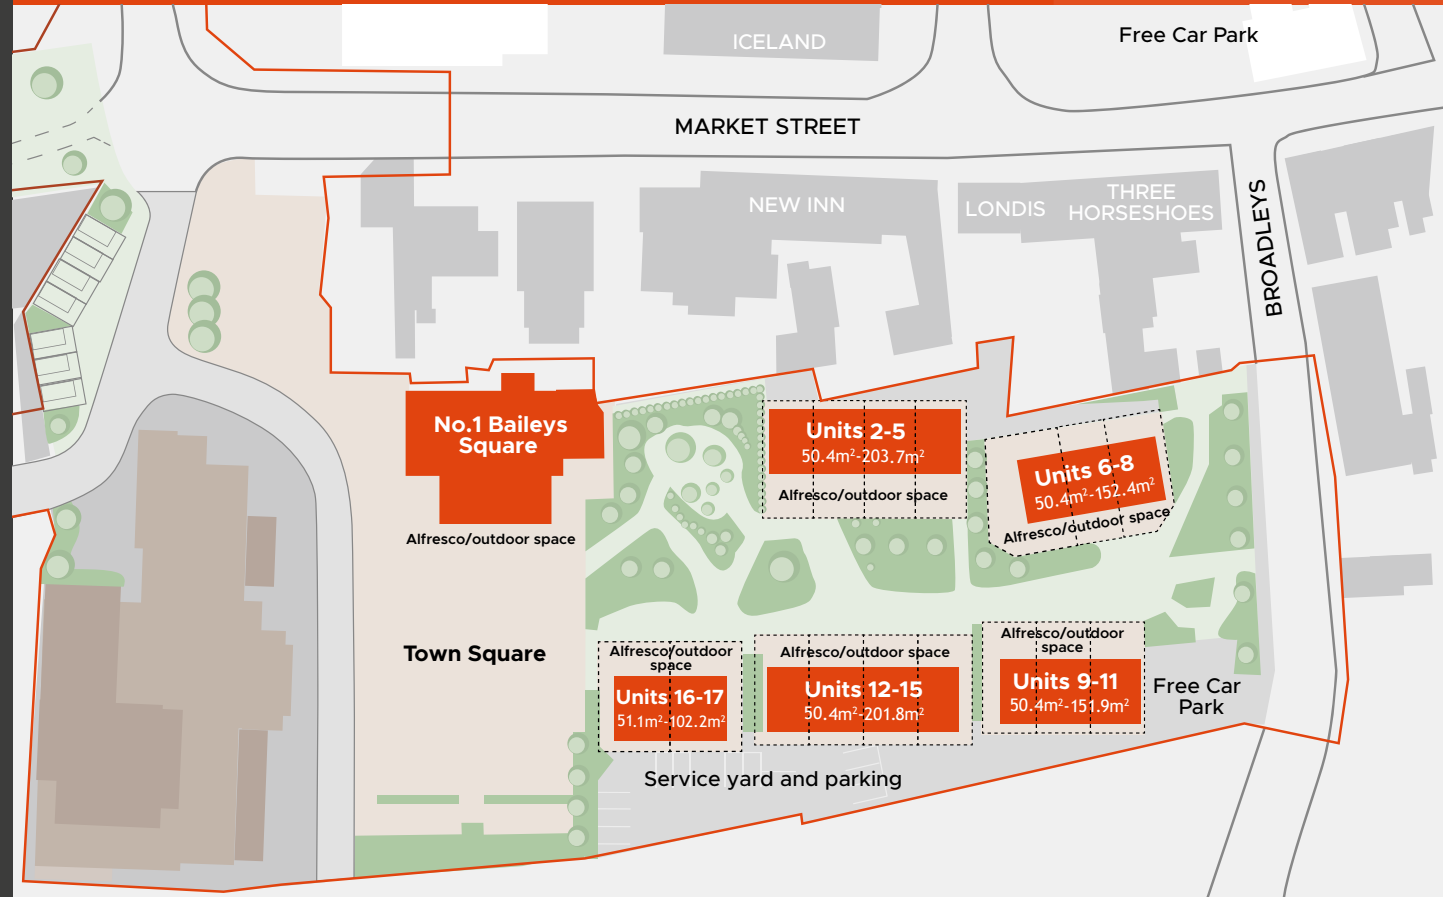 ICELAND
Free Car Park
MARKET STREET
NEW INN
LONDIS
THREE
HORSESHOES
BROADLEYS
No.1 Baileys
Square
Alfresco/outdoor space
Units 2-5
50.4m²-203.7m²
Alfresco/outdoor space
Units 6-8
50.4m²-152.4m²
Alfresco/outdoor space
Town Square
Alfresco/outdoor
space
Units 16-17
51.1m²-102.2m²
Alfresco/outdoor space
Units 12-15
50.4m²-201.8m²
Alfresco/outdoor
space
Units 9-11
50.4m²-151.9m²
Free Car
Park
Service yard and parking